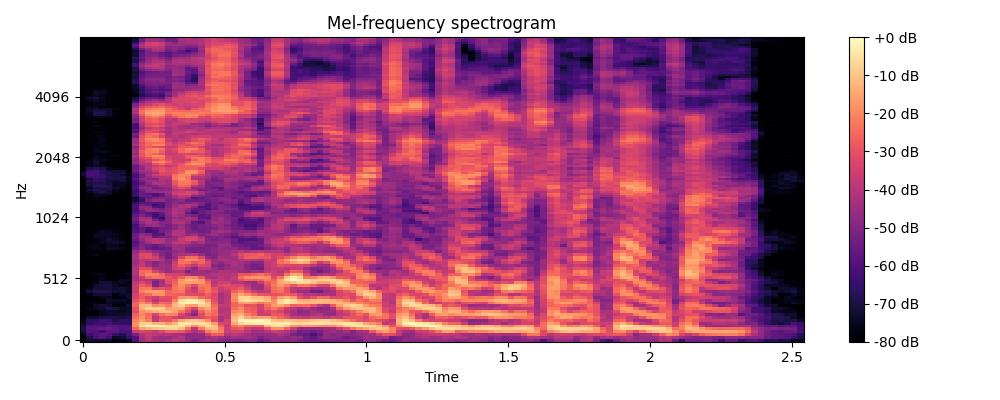 Mel-frequency spectrogram
+0 dB
-10 dB
-20 dB
-30 dB
-40 dB
-50 dB
-60 dB
-70 dB
-80 dB
4096
2048
1024
512
0
Hz
0 0.5 1 1.5 2 2.5
Time